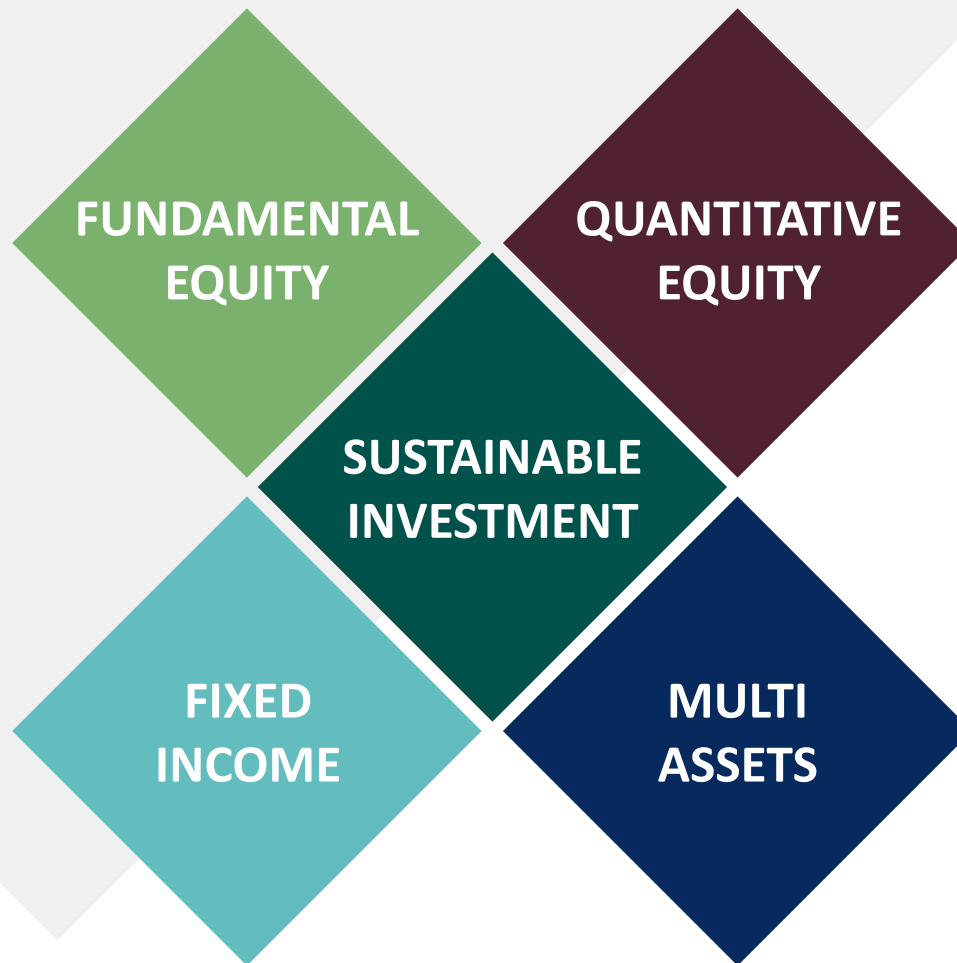 FUNDAMENTAL
EQUITY
QUANTITATIVE
EQUITY
SUSTAINABLE
INVESTMENT
FIXED
INCOME
MULTI
ASSETS